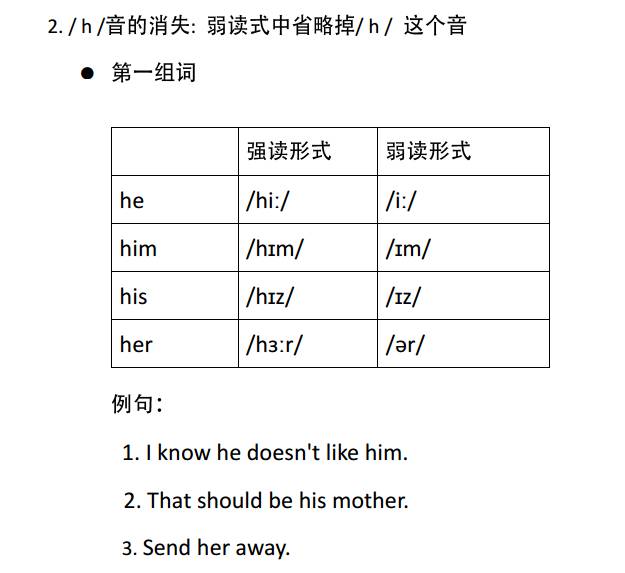 2. / h /音的消失: 弱读式中省略掉/ h / 这个音
● 第一组词
强读形式 弱读形式
he /hiː/ /iː/
him /hɪm/ /ɪm/
his /hɪz/ /ɪz/
her /hɜːr/ /ər/
例句：
1. I know he doesn't like him.
2. That should be his mother.
3. Send her away.